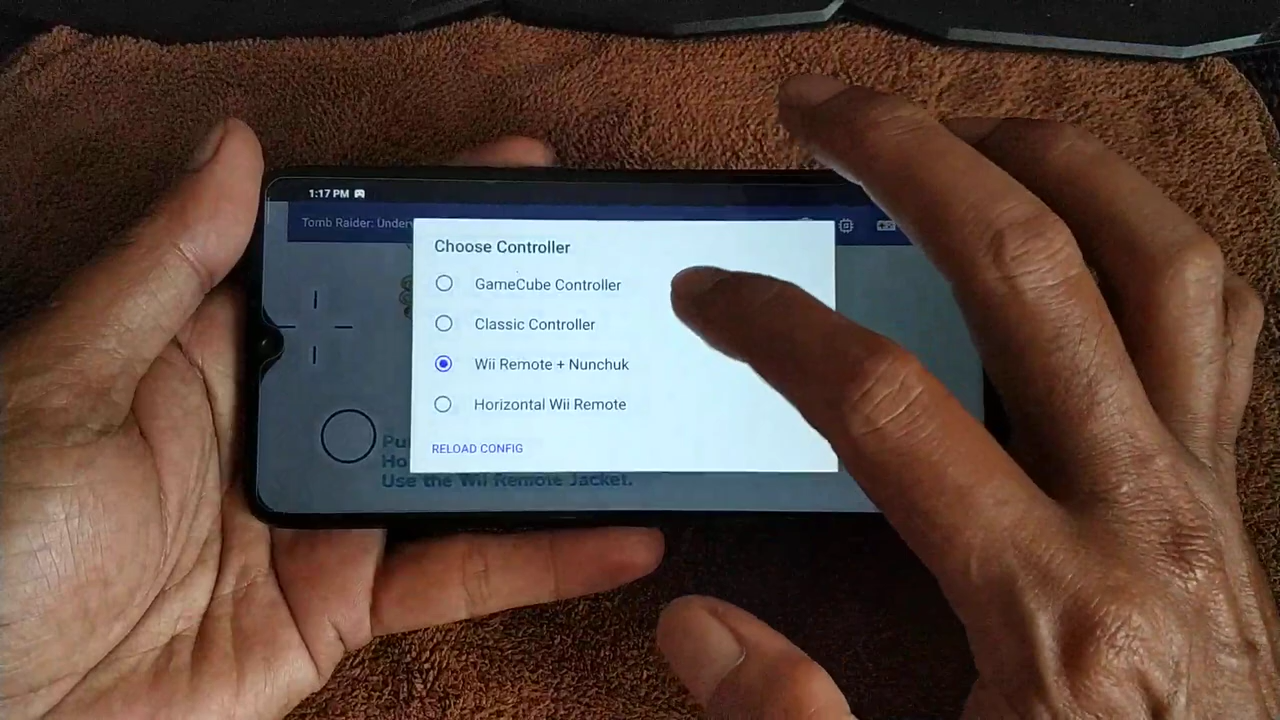 1:17 PM
Tomb Raider:
Choose Controller
GameCube Controller
Classic Controller
Wii Remote + Nunchuk
Horizontal Wii Remote
RELOAD CONFIG
Use the Wii Remote Jacket.